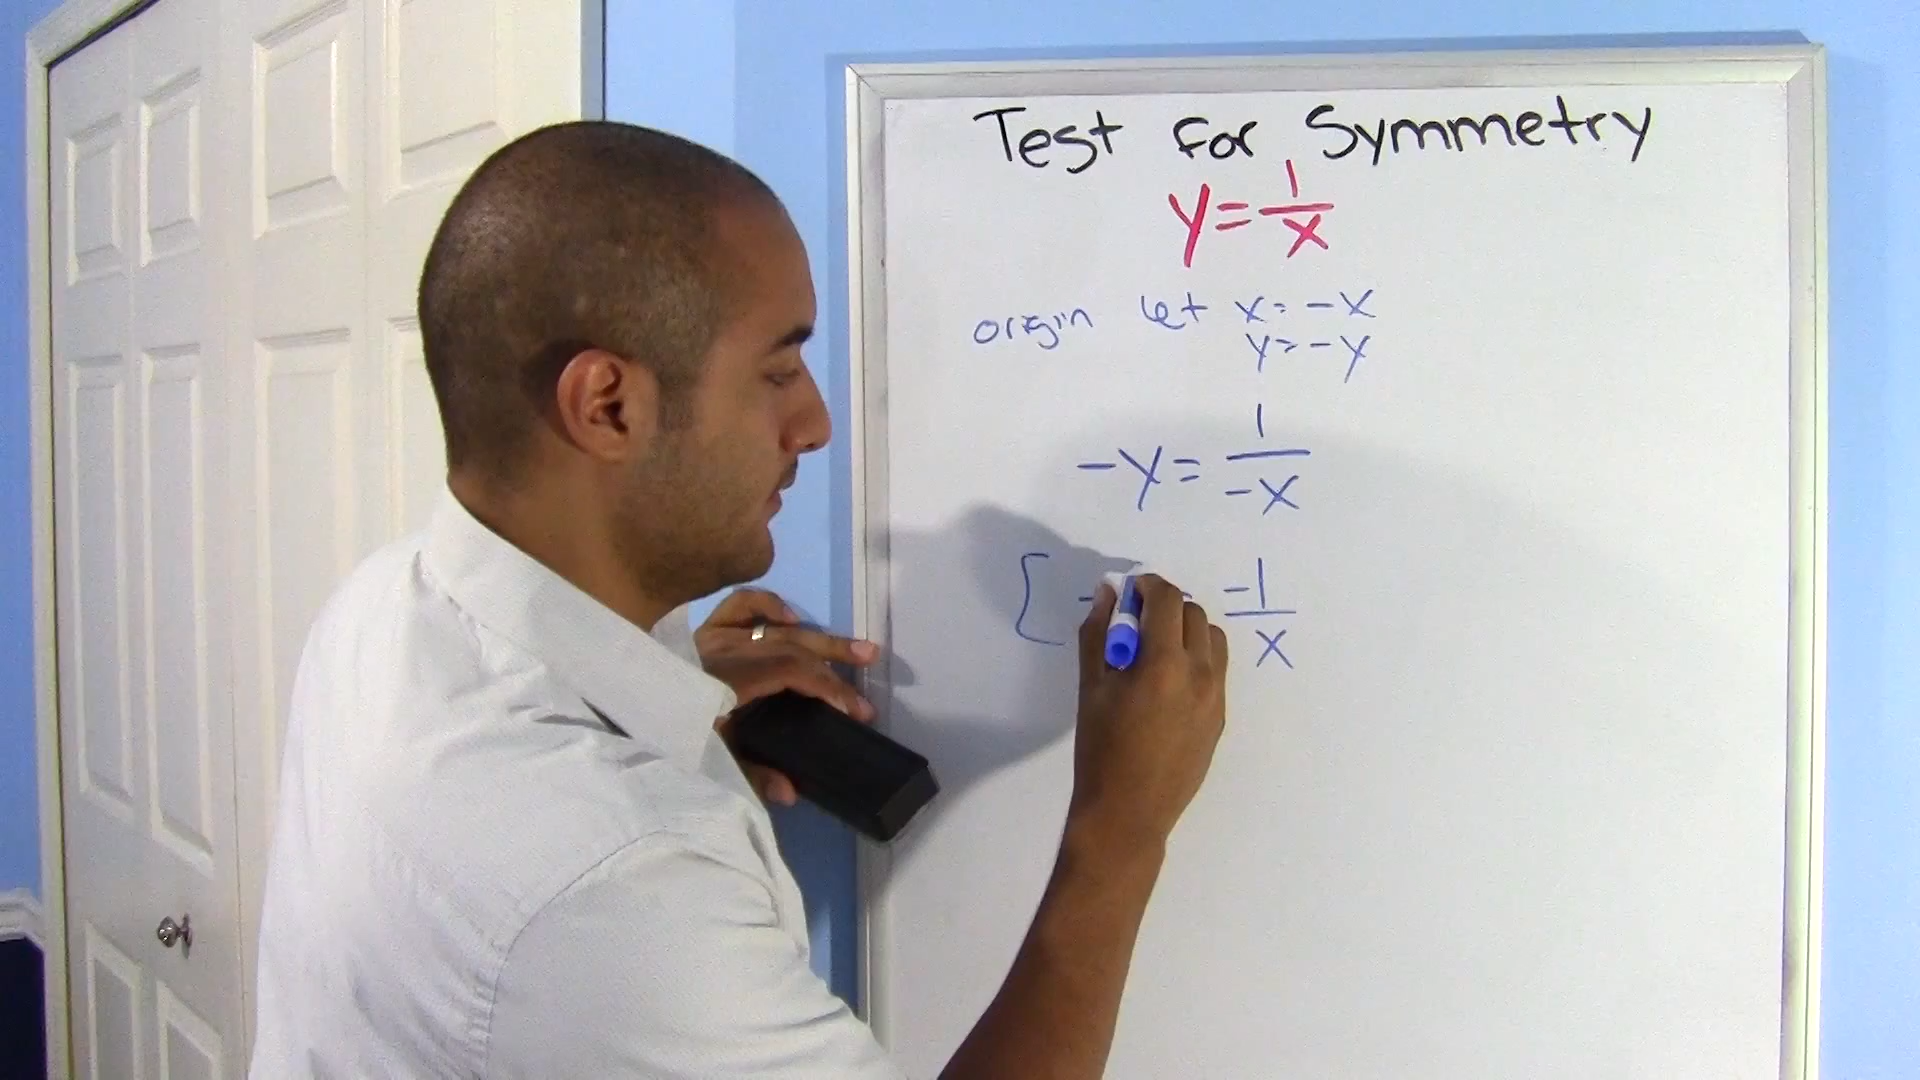 Test for Symmetry
y = 1/x
origin let x = -x
y = -y
-y = 1/-x
[ - = -1/x